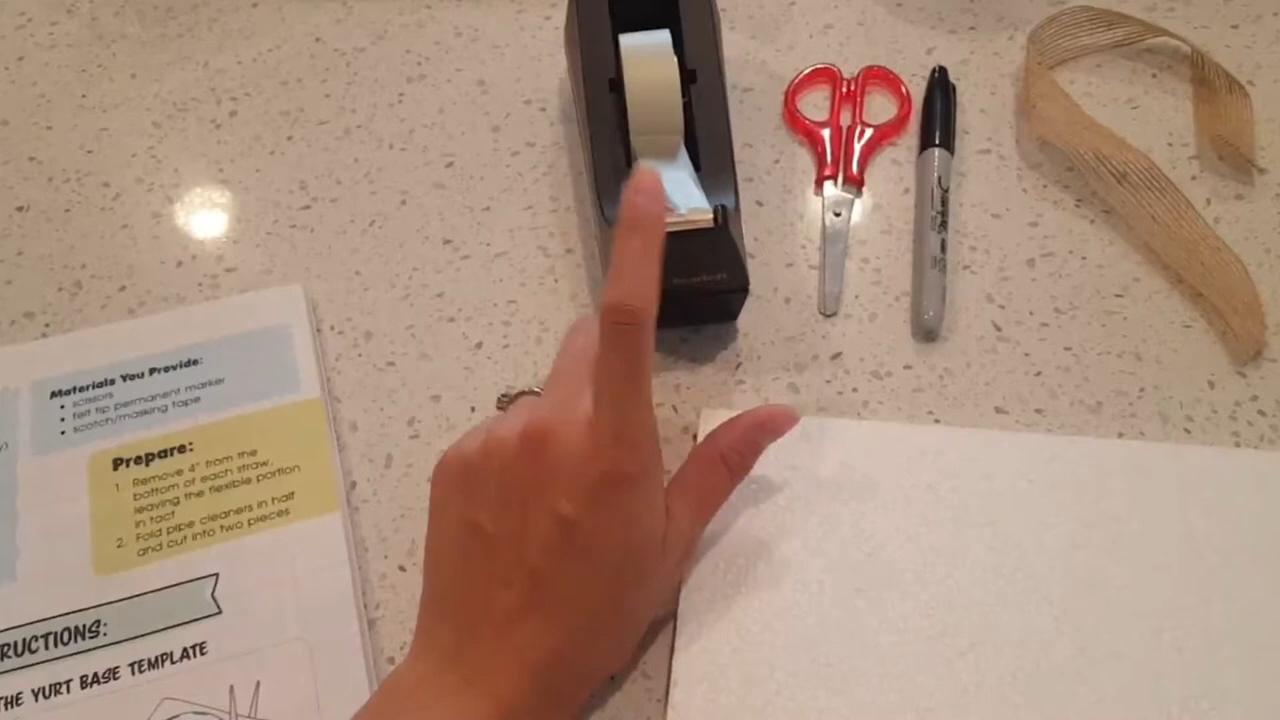 Materials You Provide:
• scissors
• felt tip permanent marker
• scotch/masking tape
Prepare:
1. Remove 4" from the
bottom of each straw,
leaving the flexible portion
in tact
2. Fold pipe cleaners in half
and cut into two pieces
RUCTIONS:
THE YURT BASE TEMPLATE
Sharpie